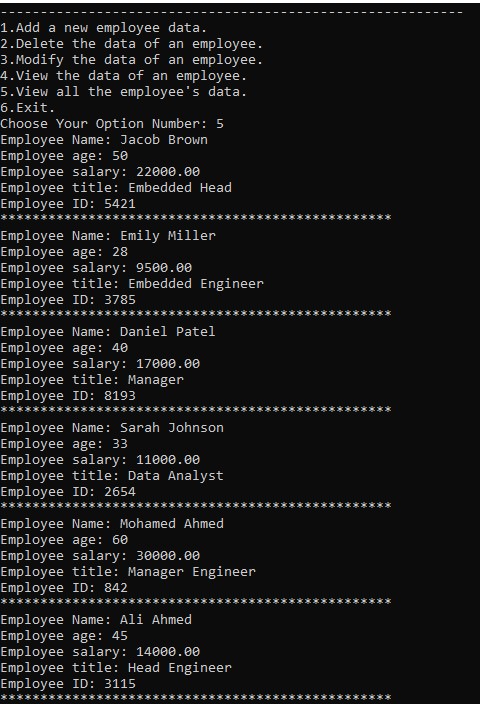 ----------------------------------------------------------
1.Add a new employee data.
2.Delete the data of an employee.
3.Modify the data of an employee.
4.View the data of an employee.
5.View all the employee's data.
6.Exit.
Choose Your Option Number: 5
Employee Name: Jacob Brown
Employee age: 50
Employee salary: 22000.00
Employee title: Embedded Head
Employee ID: 5421
*************************************************
Employee Name: Emily Miller
Employee age: 28
Employee salary: 9500.00
Employee title: Embedded Engineer
Employee ID: 3785
*************************************************
Employee Name: Daniel Patel
Employee age: 40
Employee salary: 17000.00
Employee title: Manager
Employee ID: 8193
*************************************************
Employee Name: Sarah Johnson
Employee age: 33
Employee salary: 11000.00
Employee title: Data Analyst
Employee ID: 2654
*************************************************
Employee Name: Mohamed Ahmed
Employee age: 60
Employee salary: 30000.00
Employee title: Manager Engineer
Employee ID: 842
*************************************************
Employee Name: Ali Ahmed
Employee age: 45
Employee salary: 14000.00
Employee title: Head Engineer
Employee ID: 3115
*************************************************